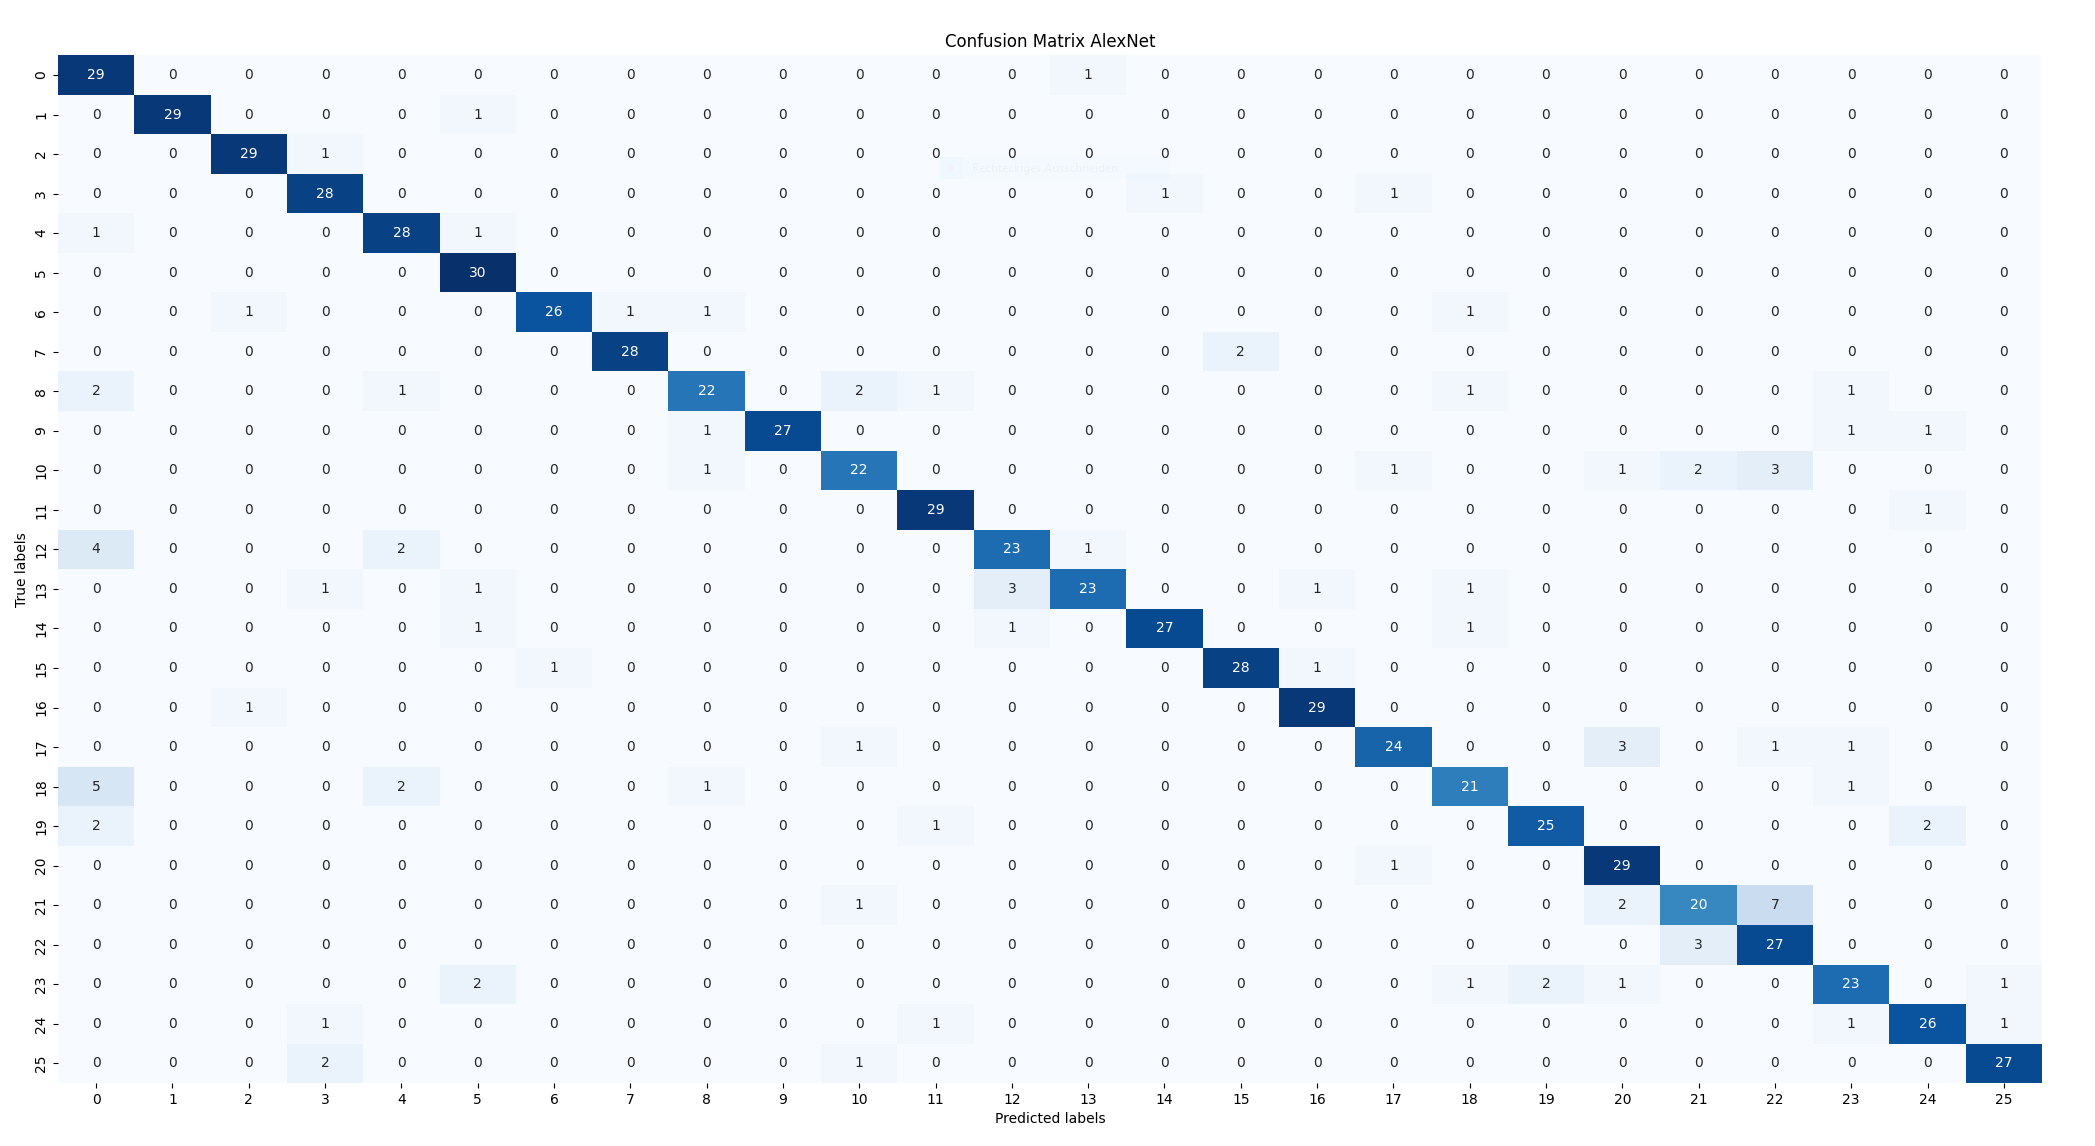 Confusion Matrix AlexNet
True labels
0 29 0 0 0 0 0 0 0 0 0 0 0 0 1 0 0 0 0 0 0 0 0 0 0 0 0
1 0 29 0 0 0 1 0 0 0 0 0 0 0 0 0 0 0 0 0 0 0 0 0 0 0 0
2 0 0 29 1 0 0 0 0 0 0 0 0 0 0 0 0 0 0 0 0 0 0 0 0 0 0
3 0 0 0 28 0 0 0 0 0 0 0 0 0 0 1 0 0 1 0 0 0 0 0 0 0 0
4 1 0 0 0 28 1 0 0 0 0 0 0 0 0 0 0 0 0 0 0 0 0 0 0 0 0
5 0 0 0 0 0 30 0 0 0 0 0 0 0 0 0 0 0 0 0 0 0 0 0 0 0 0
6 0 0 1 0 0 0 26 1 1 0 0 0 0 0 0 0 0 0 1 0 0 0 0 0 0 0
7 0 0 0 0 0 0 0 28 0 0 0 0 0 0 0 2 0 0 0 0 0 0 0 0 0 0
8 2 0 0 0 1 0 0 0 22 0 2 1 0 0 0 0 0 0 1 0 0 0 0 1 0 0
9 0 0 0 0 0 0 0 0 1 27 0 0 0 0 0 0 0 0 0 0 0 0 0 1 1 0
10 0 0 0 0 0 0 0 0 1 0 22 0 0 0 0 0 0 1 0 0 1 2 3 0 0 0
11 0 0 0 0 0 0 0 0 0 0 0 29 0 0 0 0 0 0 0 0 0 0 0 0 1 0
12 4 0 0 0 2 0 0 0 0 0 0 0 23 1 0 0 0 0 0 0 0 0 0 0 0 0
13 0 0 0 1 0 1 0 0 0 0 0 0 3 23 0 0 1 0 1 0 0 0 0 0 0 0
14 0 0 0 0 0 1 0 0 0 0 0 0 1 0 27 0 0 0 1 0 0 0 0 0 0 0
15 0 0 0 0 0 0 1 0 0 0 0 0 0 0 0 28 1 0 0 0 0 0 0 0 0 0
16 0 0 1 0 0 0 0 0 0 0 0 0 0 0 0 0 29 0 0 0 0 0 0 0 0 0
17 0 0 0 0 0 0 0 0 0 0 1 0 0 0 0 0 0 24 0 0 3 0 1 1 0 0
18 5 0 0 0 2 0 0 0 1 0 0 0 0 0 0 0 0 0 21 0 0 0 0 1 0 0
19 2 0 0 0 0 0 0 0 0 0 0 1 0 0 0 0 0 0 0 25 0 0 0 0 2 0
20 0 0 0 0 0 0 0 0 0 0 0 0 0 0 0 0 0 1 0 0 29 0 0 0 0 0
21 0 0 0 0 0 0 0 0 0 0 1 0 0 0 0 0 0 0 0 0 2 20 7 0 0 0
22 0 0 0 0 0 0 0 0 0 0 0 0 0 0 0 0 0 0 0 0 0 3 27 0 0 0
23 0 0 0 0 0 2 0 0 0 0 0 0 0 0 0 0 0 0 1 2 1 0 0 23 0 1
24 0 0 0 1 0 0 0 0 0 0 0 1 0 0 0 0 0 0 0 0 0 0 0 1 26 1
25 0 0 0 2 0 0 0 0 0 0 1 0 0 0 0 0 0 0 0 0 0 0 0 0 0 27
0 1 2 3 4 5 6 7 8 9 10 11 12 13 14 15 16 17 18 19 20 21 22 23 24 25
Predicted labels